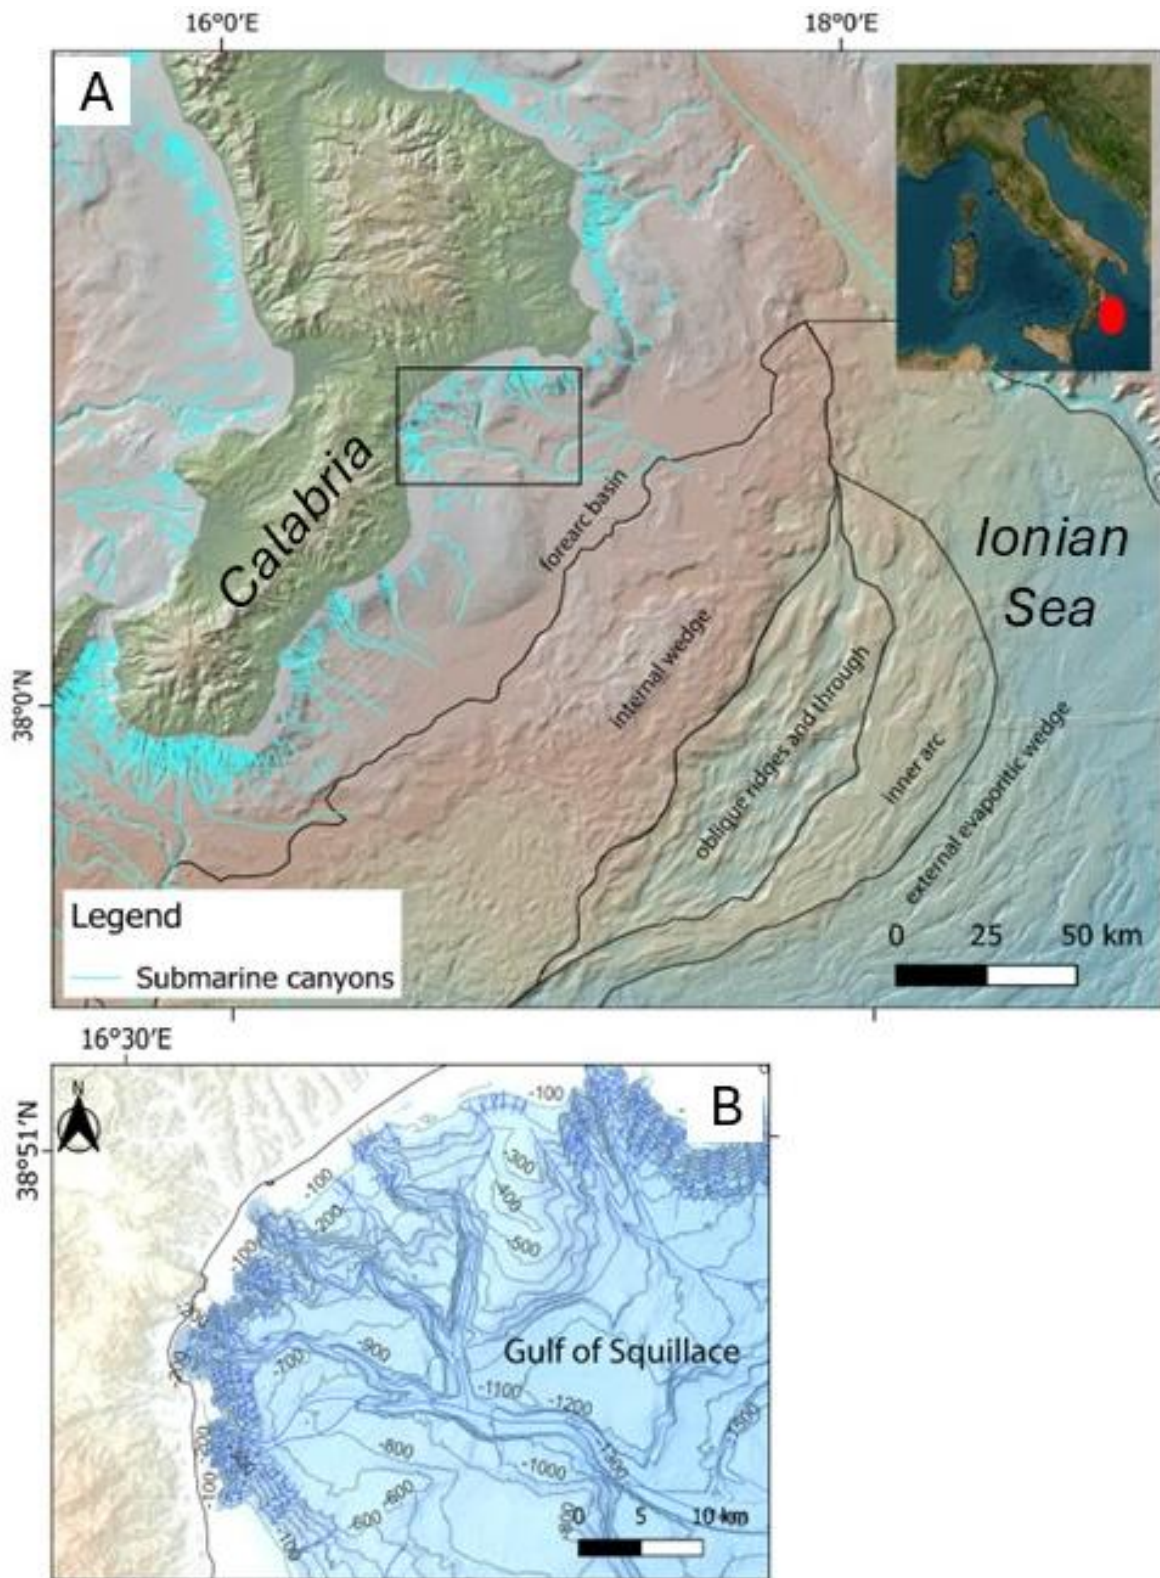 16°0′E
18°0′E
A
Calabria
forearc basin
Ionian
Sea
internal wedge
38°0′N
oblique ridges and through
inner arc
external evaporitic wedge
Legend
Submarine canyons
0 25 50 km
16°30′E
N
B
38°51′N
-100
-300
-400
-500
-100
-200
-100
-900
-700
Gulf of Squillace
-1100
-1200
-1300
-1500
-800
-1000
-100
-600
-600
-800
-100
0 5 10 km